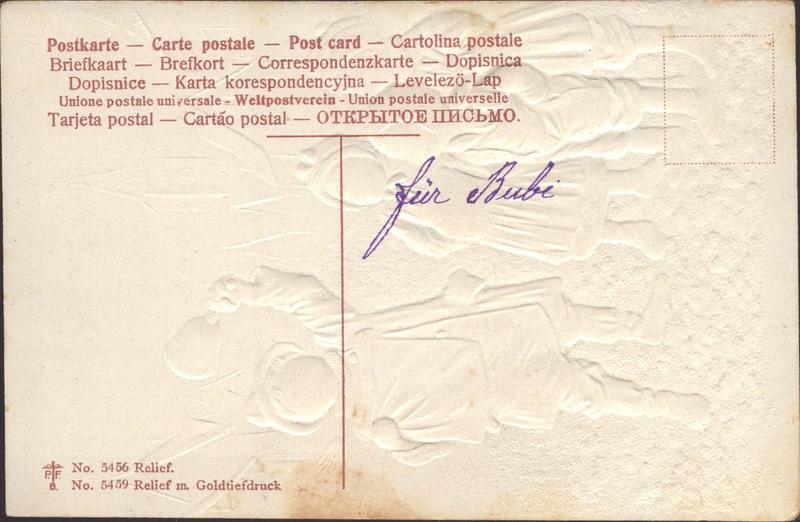 Postkarte — Carte postale — Post card — Cartolina postale
Briefkaart — Brefkort — Correspondenzkarte — Dopisnica
Dopisnice — Karta korespondencyjna — Levelezö-Lap
Unione postale universale - Weltpostverein - Union postale universelle
Tarjeta postal — Cartáo postal — ОТКРЫТОЕ ПИСЬМО.
für Bubi
P. F.
B.
No. 5456 Relief.
No. 5459 Relief m. Goldtiefdruck